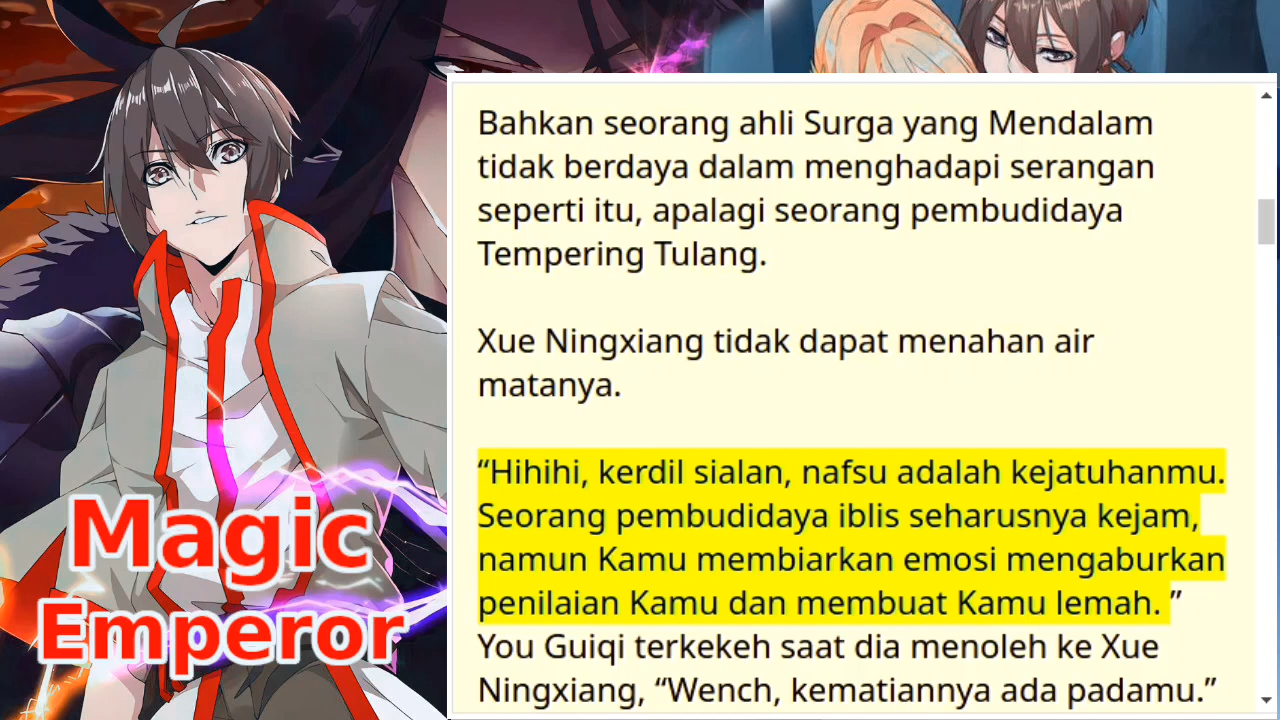 Bahkan seorang ahli Surga yang Mendalam
tidak berdaya dalam menghadapi serangan
seperti itu, apalagi seorang pembudidaya
Tempering Tulang.
Xue Ningxiang tidak dapat menahan air
matanya.
“Hihihi, kerdil sialan, nafsu adalah kejatuhanmu.
Seorang pembudidaya iblis seharusnya kejam,
namun Kamu membiarkan emosi mengaburkan
penilaian Kamu dan membuat Kamu lemah. ”
You Guiqi terkekeh saat dia menoleh ke Xue
Ningxiang, “Wench, kematiannya ada padamu.”
Magic
Emperor